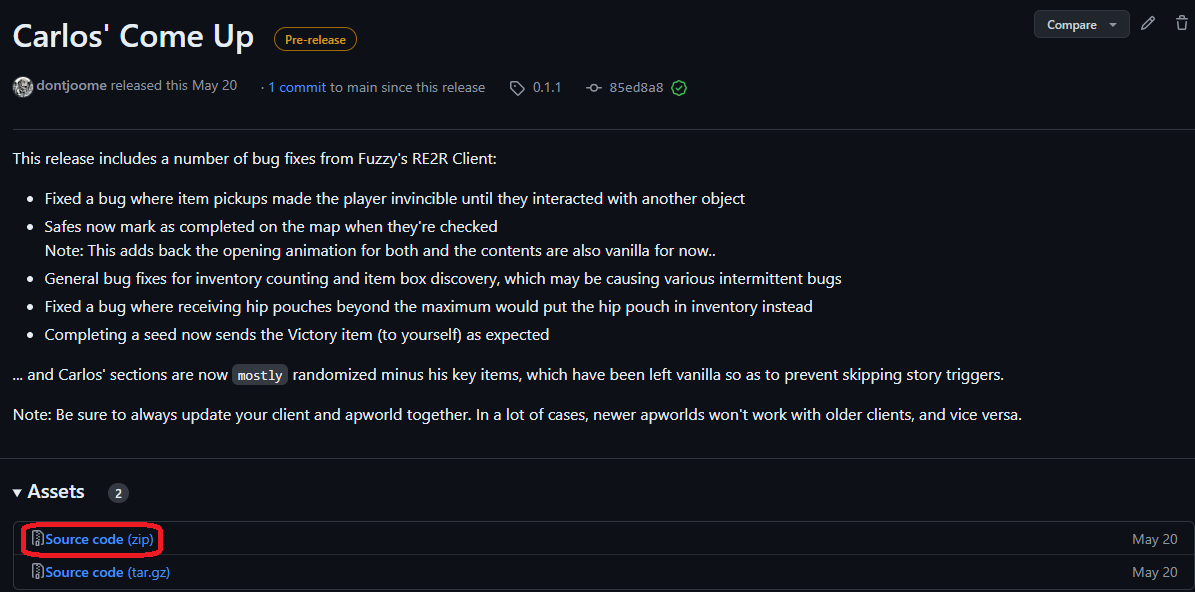 Carlos' Come Up Pre-release Compare
dontjoome released this May 20 · 1 commit to main since this release 0.1.1 85ed8a8
This release includes a number of bug fixes from Fuzzy's RE2R Client:
• Fixed a bug where item pickups made the player invincible until they interacted with another object
• Safes now mark as completed on the map when they're checked
Note: This adds back the opening animation for both and the contents are also vanilla for now..
• General bug fixes for inventory counting and item box discovery, which may be causing various intermittent bugs
• Fixed a bug where receiving hip pouches beyond the maximum would put the hip pouch in inventory instead
• Completing a seed now sends the Victory item (to yourself) as expected
... and Carlos' sections are now mostly randomized minus his key items, which have been left vanilla so as to prevent skipping story triggers.
Note: Be sure to always update your client and apworld together. In a lot of cases, newer apworlds won't work with older clients, and vice versa.
Assets 2
Source code (zip) May 20
Source code (tar.gz) May 20